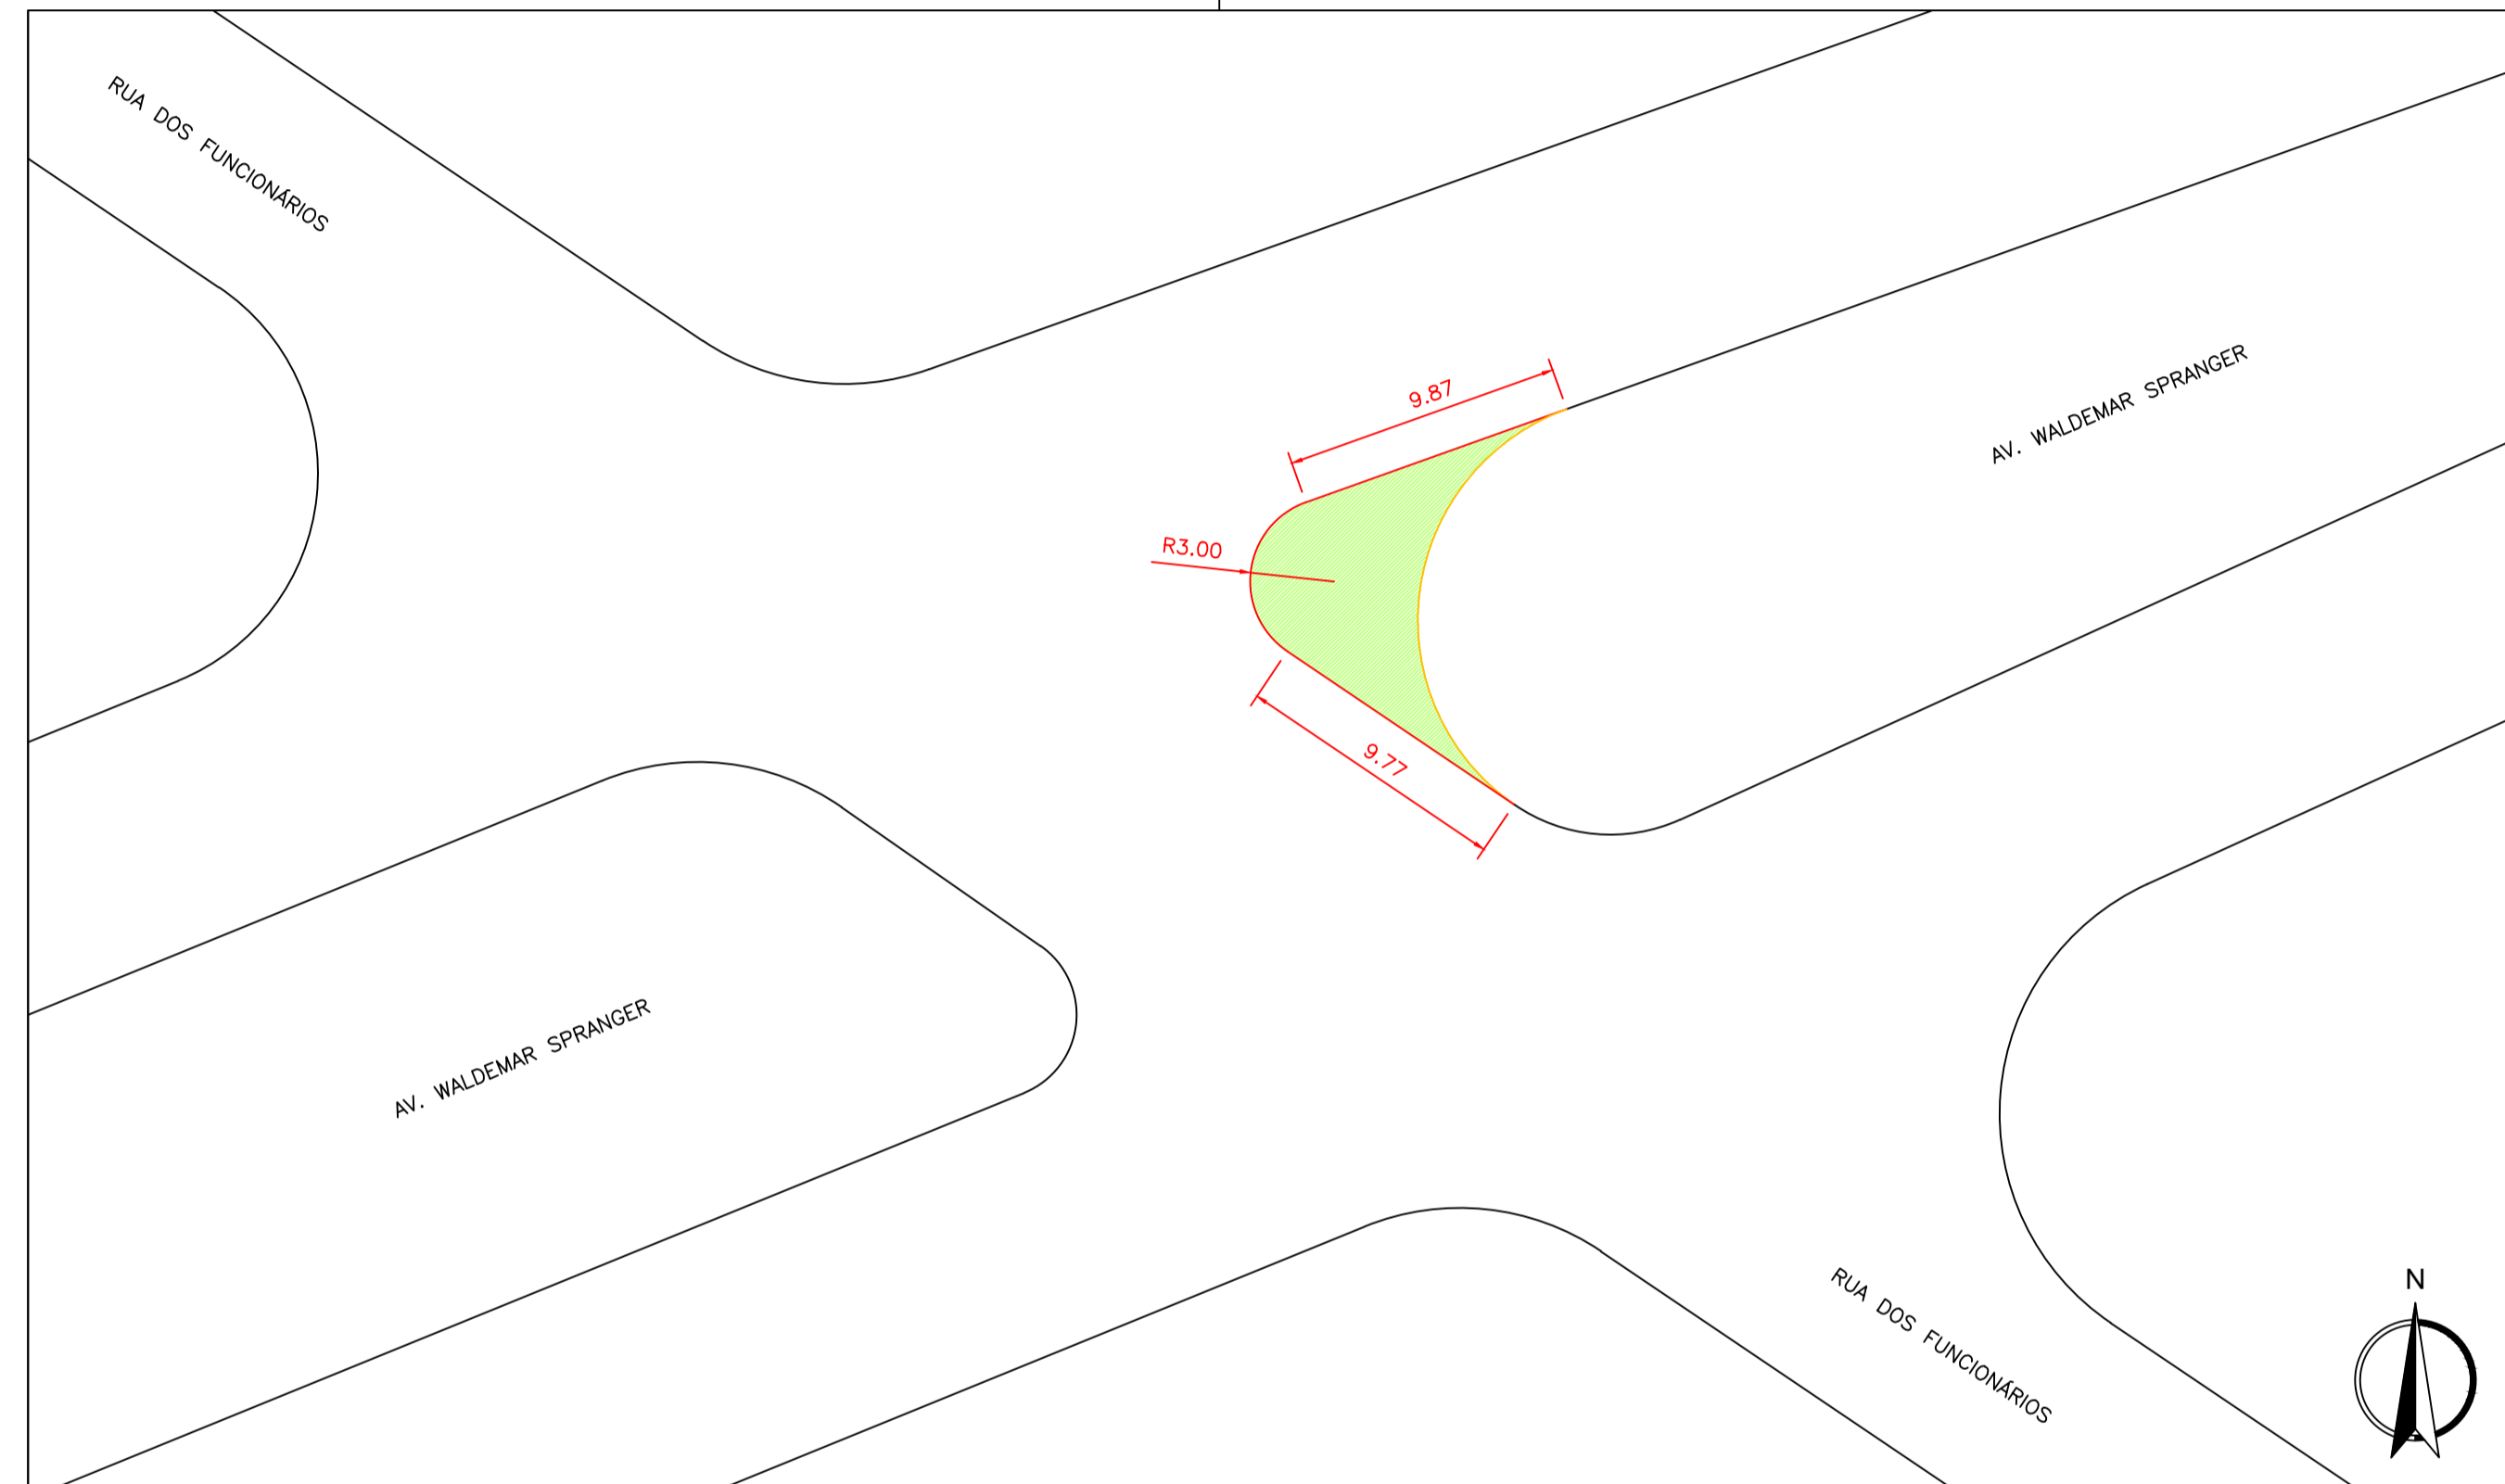 RUA DOS FUNCIONÁRIOS
9.87
AV. WALDEMAR SPRANGER
R3.00
9.77
AV. WALDEMAR SPRANGER
RUA DOS FUNCIONÁRIOS
N